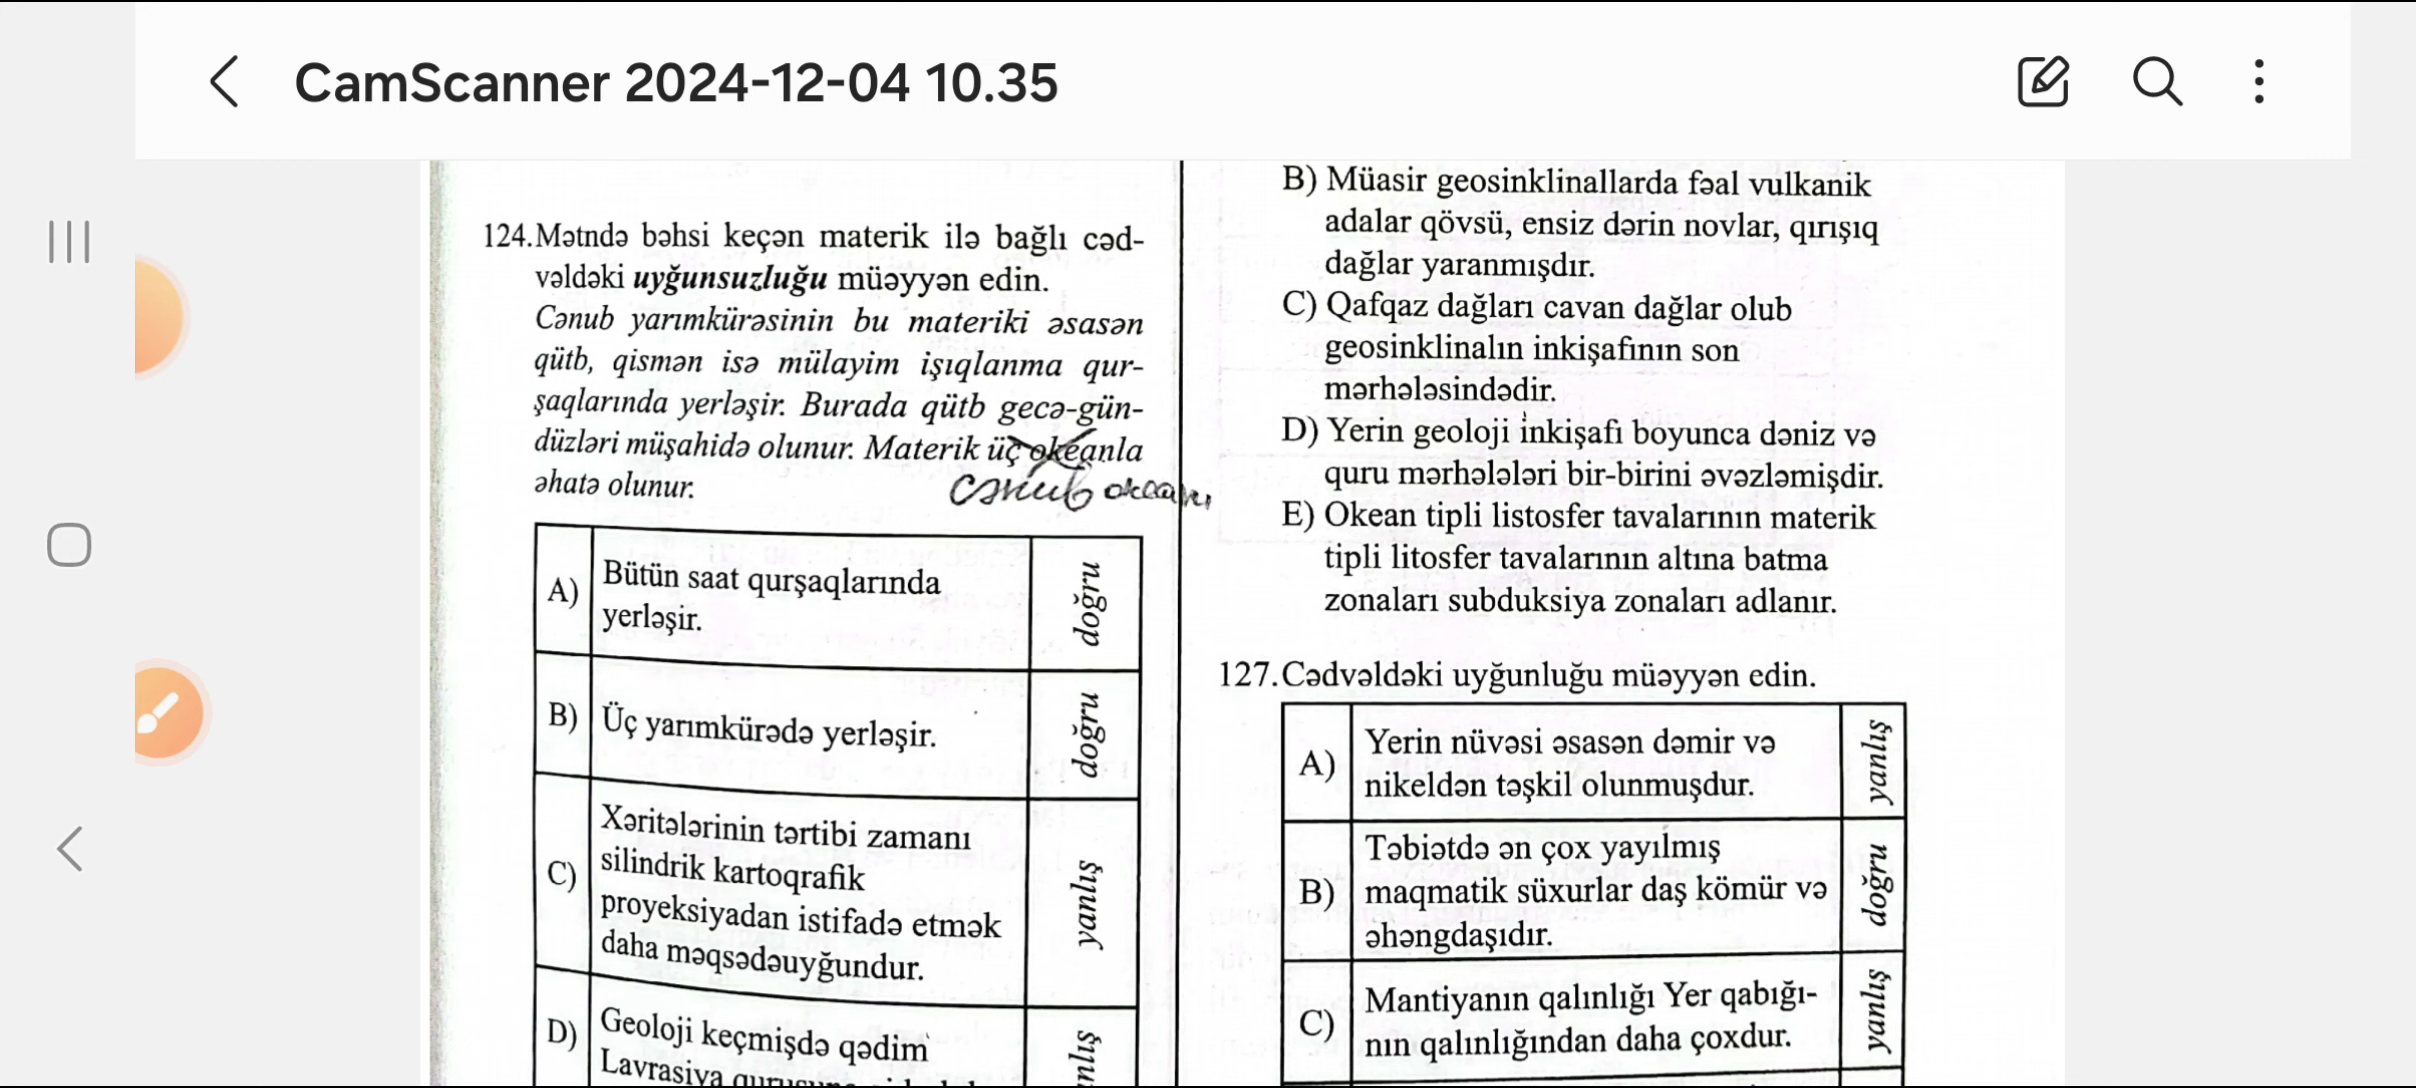 CamScanner 2024-12-04 10.35
124.Mətndə bəhsi keçən materik ilə bağlı cəd-
vəldəki uyğunsuzluğu müəyyən edin.
Cənub yarımkürəsinin bu materiki əsasən
qütb, qismən isə mülayim işıqlanma qur-
şaqlarında yerləşir. Burada qütb gecə-gün-
düzləri müşahidə olunur. Materik üç okeanla
əhatə olunur.
cənub okeanı
A) Bütün saat qurşaqlarında
yerləşir.
doğru
B) Üç yarımkürədə yerləşir.
doğru
C) Xəritələrinin tərtibi zamanı
silindrik kartoqrafik
proyeksiyadan istifadə etmək
daha məqsədəuyğundur.
yanlış
D) Geoloji keçmişdə qədim
Lavrasiya
B) Müasir geosinklinallarda fəal vulkanik
adalar qövsü, ensiz dərin novlar, qırışıq
dağlar yaranmışdır.
C) Qafqaz dağları cavan dağlar olub
geosinklinalın inkişafının son
mərhələsindədir.
D) Yerin geoloji inkişafı boyunca dəniz və
quru mərhələləri bir-birini əvəzləmişdir.
E) Okean tipli listosfer tavalarının materik
tipli litosfer tavalarının altına batma
zonaları subduksiya zonaları adlanır.
127.Cədvəldəki uyğunluğu müəyyən edin.
A) Yerin nüvəsi əsasən dəmir və
nikeldən təşkil olunmuşdur.
yanlış
B) Təbiətdə ən çox yayılmış
maqmatik süxurlar daş kömür və
əhəngdaşıdır.
doğru
C) Mantiyanın qalınlığı Yer qabığı-
nın qalınlığından daha çoxdur.
yanlış